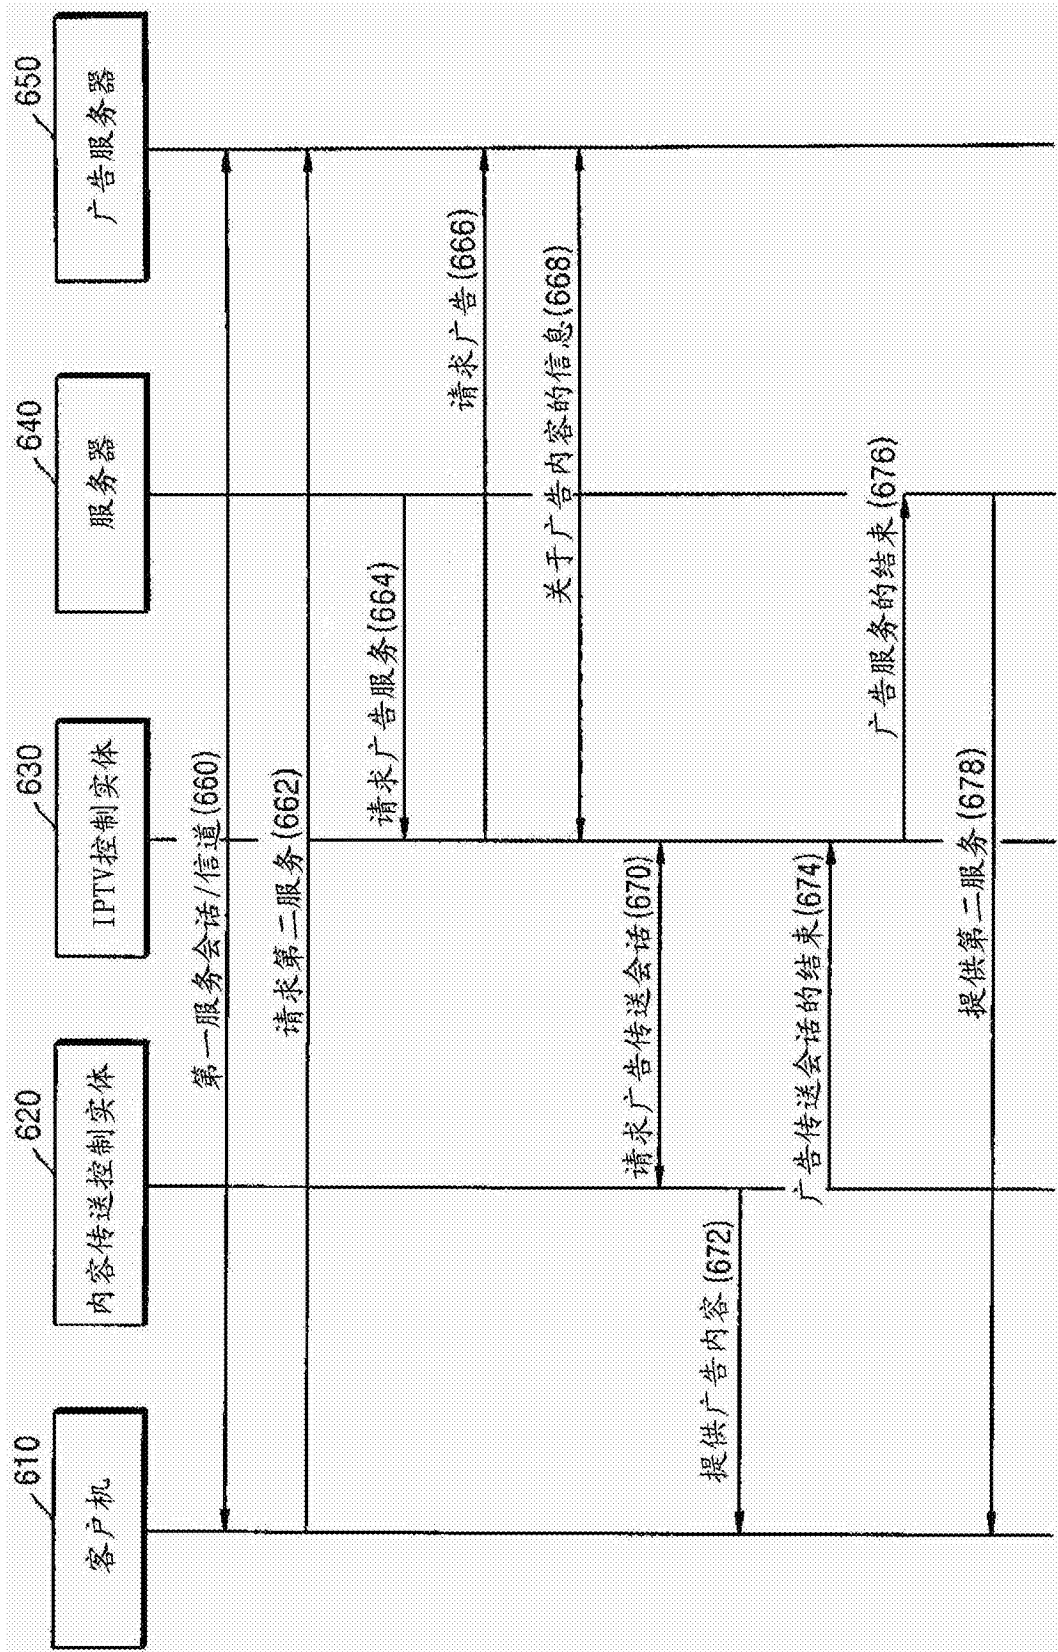 610
客户机
620
内容传送控制实体
630
IPTV控制实体
640
服务器
650
广告服务器
第一服务会话/信道(660)
请求第二服务(662)
请求广告服务(664)
请求广告(666)
关于广告内容的信息(668)
请求广告传送会话(670)
提供广告内容(672)
广告传送会话的结束(674)
广告服务的结束(676)
提供第二服务(678)